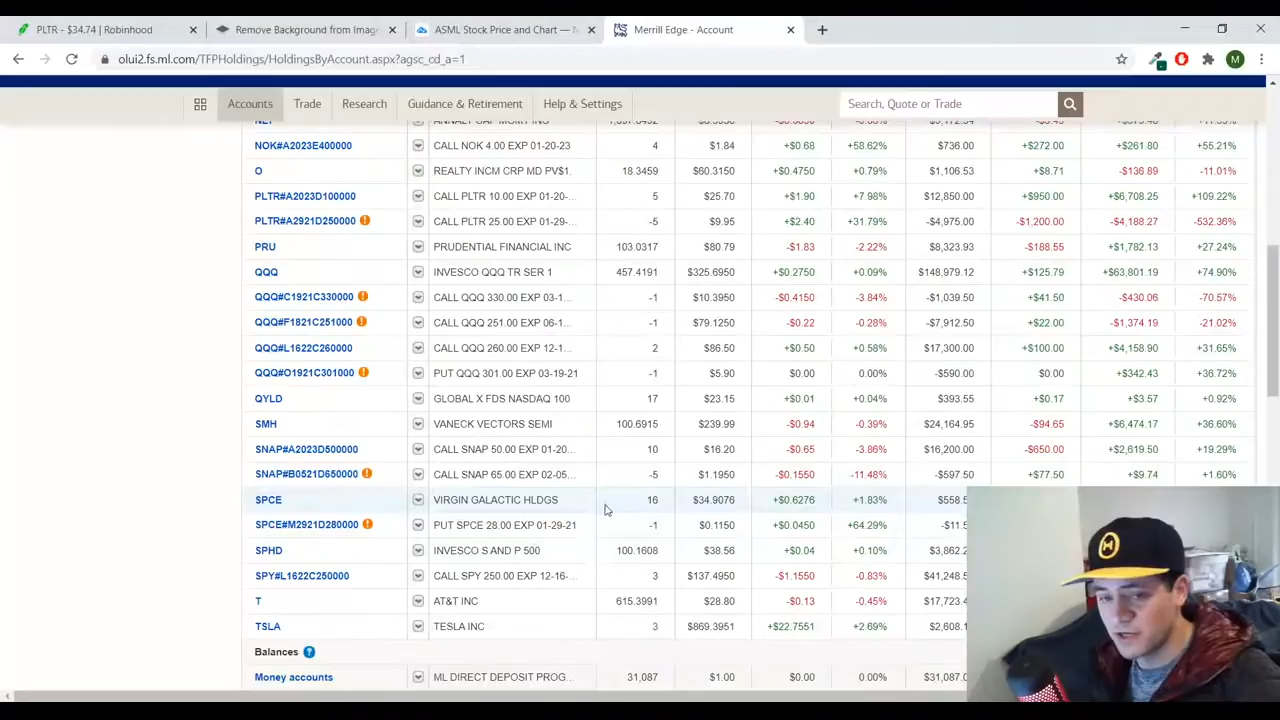 PLTR - $34.74 | Robinhood
Remove Background from Imag
ASML Stock Price and Chart — 
Merrill Edge - Account
olui2.fs.ml.com/TFPHoldings/HoldingsByAccount.aspx?agsc_cd_a=1
M
Accounts Trade Research Guidance & Retirement Help & Settings Search, Quote or Trade
NOK#A2023E400000 CALL NOK 4.00 EXP 01-20-23 4 $1.84 +$0.68 +58.62% $736.00 +$272.00 +$261.80 +55.21%
O REALTY INCM CRP MD PV$1. 18.3459 $60.3150 +$0.4750 +0.79% $1,106.53 +$8.71 -$136.89 -11.01%
PLTR#A2023D100000 CALL PLTR 10.00 EXP 01-20-... 5 $25.70 +$1.90 +7.98% $12,850.00 +$950.00 +$6,708.25 +109.22%
PLTR#A2921D250000 CALL PLTR 25.00 EXP 01-29-... -5 $9.95 +$2.40 +31.79% -$4,975.00 -$1,200.00 -$4,188.27 -532.36%
PRU PRUDENTIAL FINANCIAL INC 103.0317 $80.79 -$1.83 -2.22% $8,323.93 -$188.55 +$1,782.13 +27.24%
QQQ INVESCO QQQ TR SER 1 457.4191 $325.6950 +$0.2750 +0.09% $148,979.12 +$125.79 +$63,801.19 +74.90%
QQQ#C1921C330000 CALL QQQ 330.00 EXP 03-1... -1 $10.3950 -$0.4150 -3.84% -$1,039.50 +$41.50 -$430.06 -70.57%
QQQ#F1821C251000 CALL QQQ 251.00 EXP 06-1... -1 $79.1250 -$0.22 -0.28% -$7,912.50 +$22.00 -$1,374.19 -21.02%
QQQ#L1622C260000 CALL QQQ 260.00 EXP 12-1... 2 $86.50 +$0.50 +0.58% $17,300.00 +$100.00 +$4,158.90 +31.65%
QQQ#O1921C301000 PUT QQQ 301.00 EXP 03-19-21 -1 $5.90 $0.00 0.00% -$590.00 $0.00 +$342.43 +36.72%
QYLD GLOBAL X FDS NASDAQ 100 17 $23.15 +$0.01 +0.04% $393.55 +$0.17 +$3.57 +0.92%
SMH VANECK VECTORS SEMI 100.6915 $239.99 -$0.94 -0.39% $24,164.95 -$94.65 +$6,474.17 +36.60%
SNAP#A2023D500000 CALL SNAP 50.00 EXP 01-20... 10 $16.20 -$0.65 -3.86% $16,200.00 -$650.00 +$2,619.50 +19.29%
SNAP#B0521D650000 CALL SNAP 65.00 EXP 02-05... -5 $1.1950 -$0.1550 -11.48% -$597.50 +$77.50 +$9.74 +1.60%
SPCE VIRGIN GALACTIC HLDGS 16 $34.9076 +$0.6276 +1.83% $558.5
SPCE#M2921D280000 PUT SPCE 28.00 EXP 01-29-21 -1 $0.1150 +$0.0450 +64.29% -$11.5
SPHD INVESCO S AND P 500 100.1608 $38.56 +$0.04 +0.10% $3,862.2
SPY#L1622C250000 CALL SPY 250.00 EXP 12-16-... 3 $137.4950 -$1.1550 -0.83% $41,248.5
T AT&T INC 615.3991 $28.80 -$0.13 -0.45% $17,723.4
TSLA TESLA INC 3 $869.3951 +$22.7551 +2.69% $2,608.1
Balances ?
Money accounts ML DIRECT DEPOSIT PROG... 31,087 $1.00 $0.00 0.00% $31,087.0